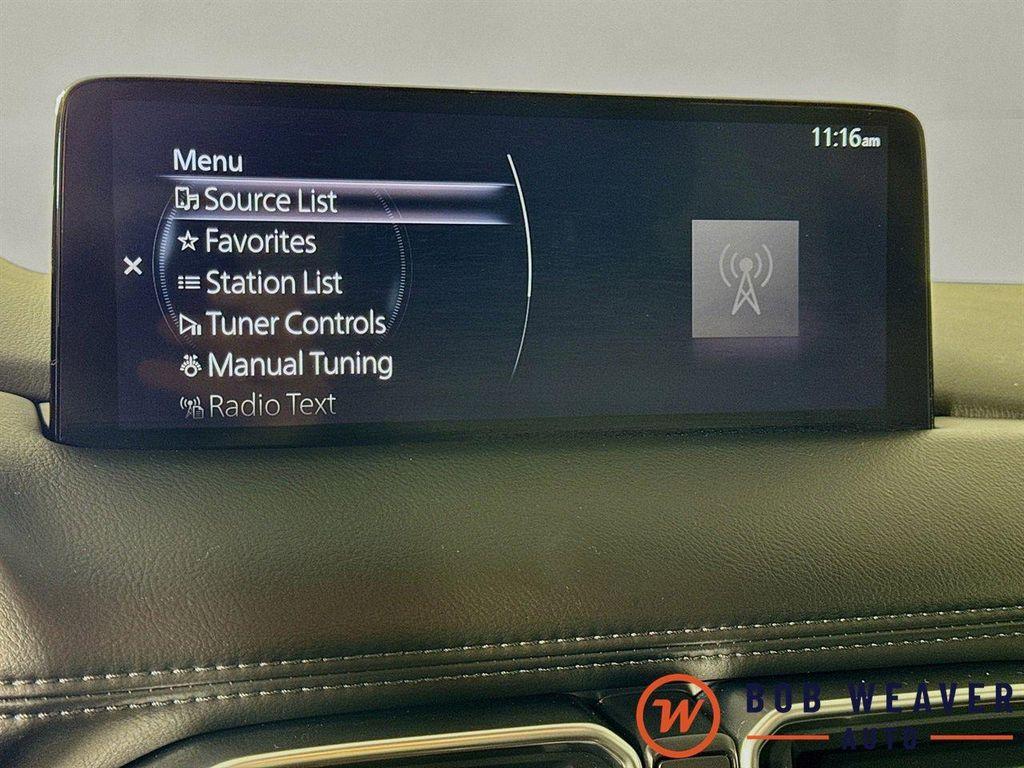 11:16am
Menu
Source List
Favorites
Station List
Tuner Controls
Manual Tuning
Radio Text
W
BOB WEAVER
AUTO